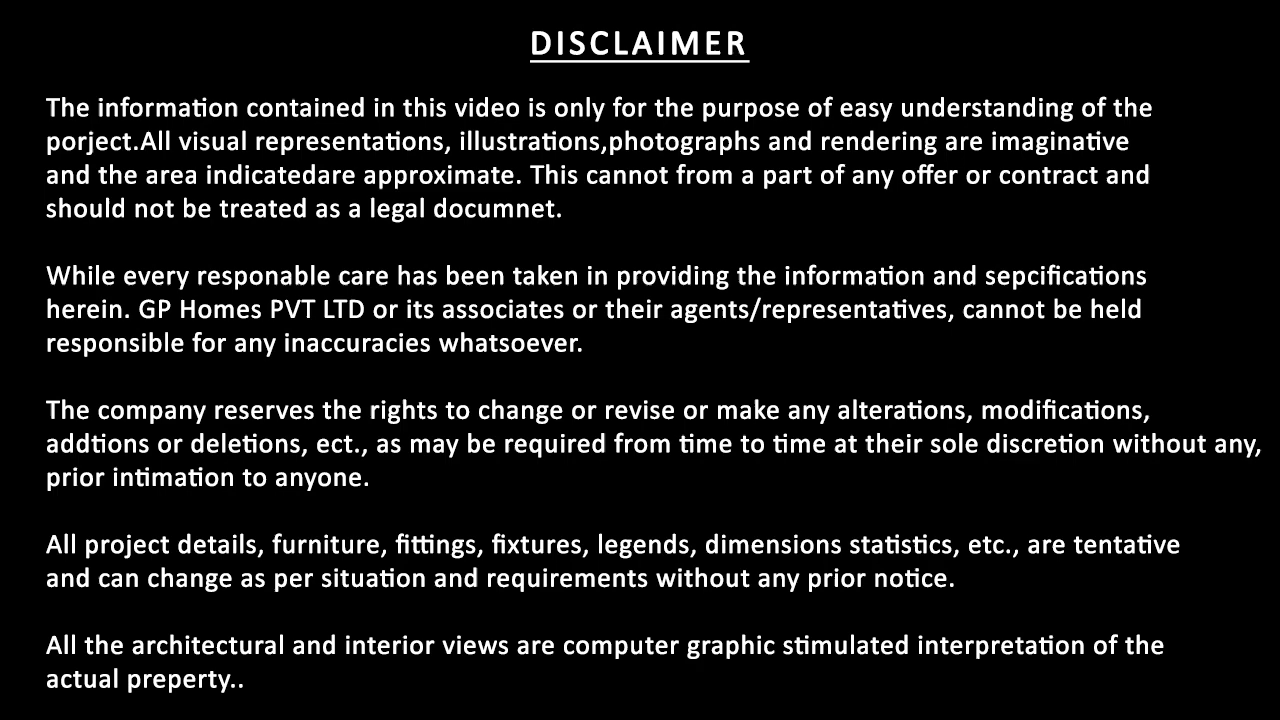 DISCLAIMER
The information contained in this video is only for the purpose of easy understanding of the
porject.All visual representations, illustrations,photographs and rendering are imaginative
and the area indicatedare approximate. This cannot from a part of any offer or contract and
should not be treated as a legal documnet.
While every responable care has been taken in providing the information and sepcifications
herein. GP Homes PVT LTD or its associates or their agents/representatives, cannot be held
responsible for any inaccuracies whatsoever.
The company reserves the rights to change or revise or make any alterations, modifications,
addtions or deletions, ect., as may be required from time to time at their sole discretion without any,
prior intimation to anyone.
All project details, furniture, fittings, fixtures, legends, dimensions statistics, etc., are tentative
and can change as per situation and requirements without any prior notice.
All the architectural and interior views are computer graphic stimulated interpretation of the
actual preperty..